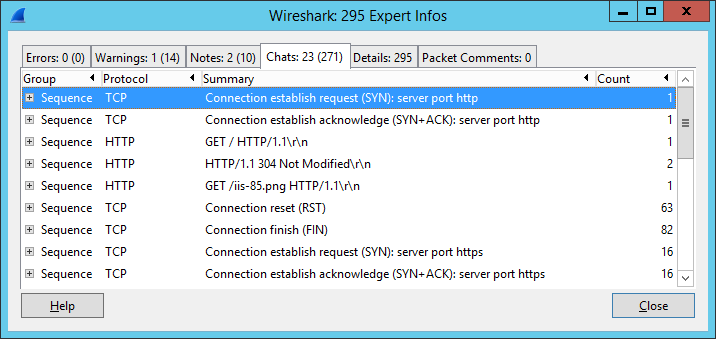 Wireshark: 295 Expert Infos
Errors: 0 (0) Warnings: 1 (14) Notes: 2 (10) Chats: 23 (271) Details: 295 Packet Comments: 0
Group Protocol Summary Count
Sequence TCP Connection establish request (SYN): server port http 1
Sequence TCP Connection establish acknowledge (SYN+ACK): server port http 1
Sequence HTTP GET / HTTP/1.1\r\n 1
Sequence HTTP HTTP/1.1 304 Not Modified\r\n 2
Sequence HTTP GET /iis-85.png HTTP/1.1\r\n 1
Sequence TCP Connection reset (RST) 63
Sequence TCP Connection finish (FIN) 82
Sequence TCP Connection establish request (SYN): server port https 16
Sequence TCP Connection establish acknowledge (SYN+ACK): server port https 16
Help Close